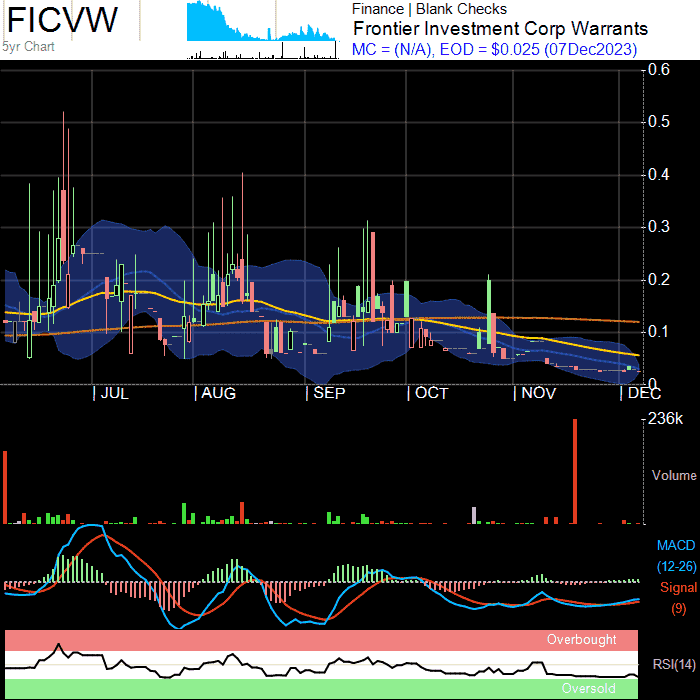 FICVW
5yr Chart
Finance | Blank Checks
Frontier Investment Corp Warrants
MC = (N/A), EOD = $0.025 (07Dec2023)
0.6
0.5
0.4
0.3
0.2
0.1
0
| JUL
| AUG
| SEP
| OCT
| NOV
| DEC
236k
Volume
MACD
(12-26)
Signal
(9)
Overbought
RSI(14)
Oversold